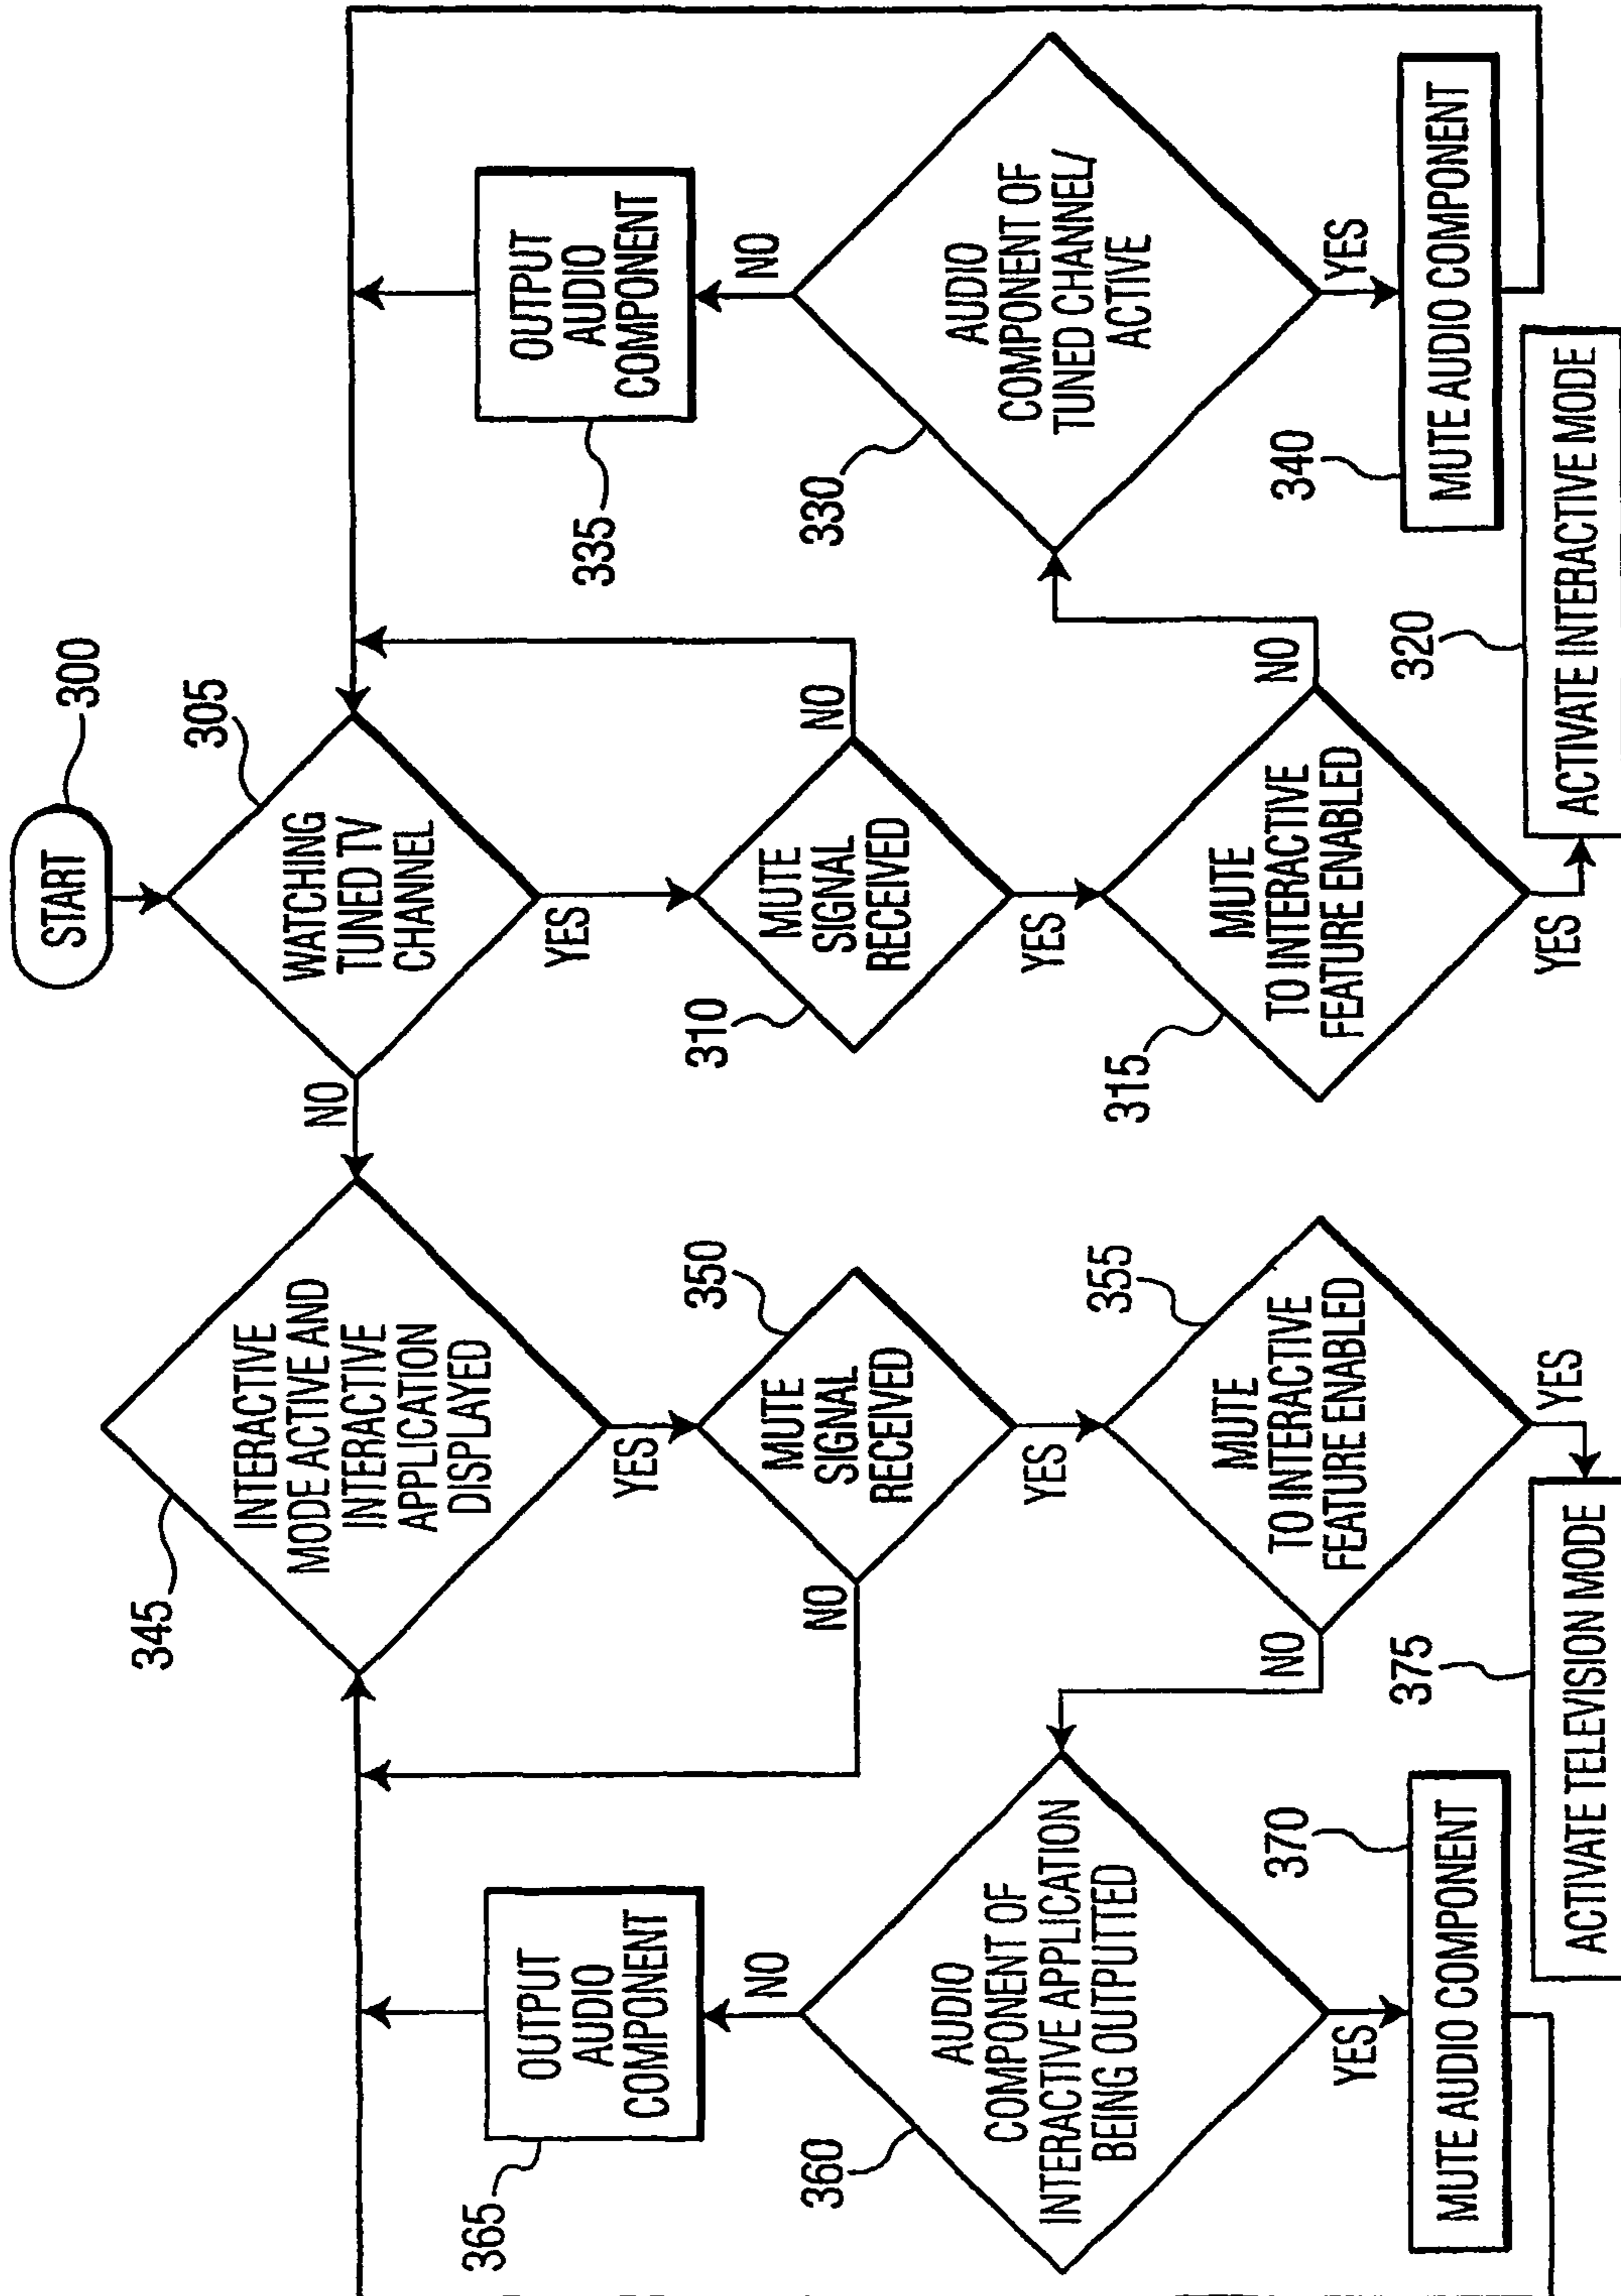 START
300
WATCHING
TUNED TV
CHANNEL
305
NO
YES
INTERACTIVE
MODE ACTIVE AND
INTERACTIVE
APPLICATION
DISPLAYED
345
YES
MUTE
SIGNAL
RECEIVED
310
NO
YES
MUTE
SIGNAL
RECEIVED
350
NO
YES
MUTE
TO INTERACTIVE
FEATURE ENABLED
315
NO
YES
MUTE
TO INTERACTIVE
FEATURE ENABLED
355
NO
YES
OUTPUT
AUDIO
COMPONENT
335
NO
AUDIO
COMPONENT OF
TUNED CHANNEL/
ACTIVE
330
YES
MUTE AUDIO COMPONENT
340
ACTIVATE INTERACTIVE MODE
320
OUTPUT
AUDIO
COMPONENT
365
NO
AUDIO
COMPONENT OF
INTERACTIVE APPLICATION
BEING OUTPUTTED
360
YES
MUTE AUDIO COMPONENT
370
ACTIVATE TELEVISION MODE
375